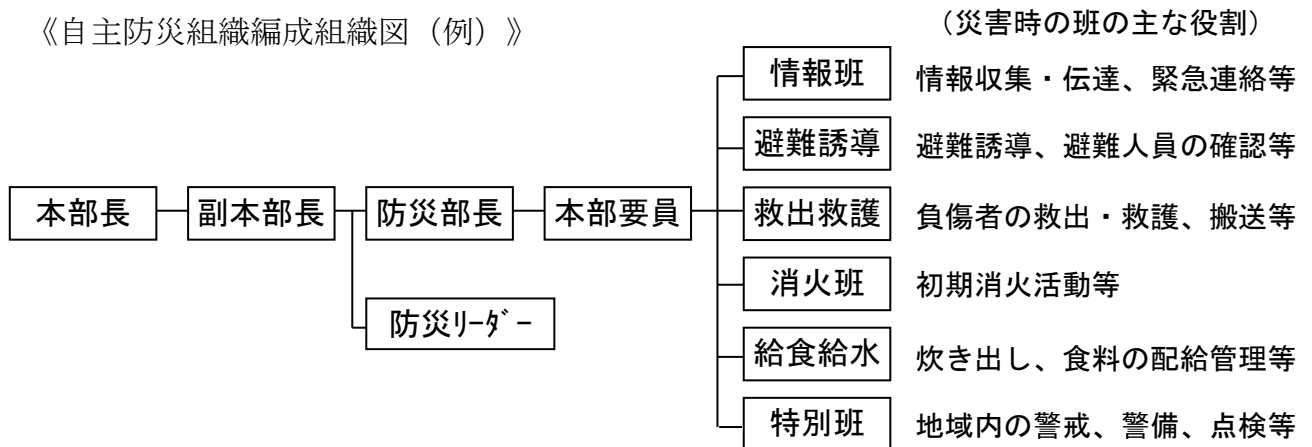 《自主防災組織編成組織図（例）》
（災害時の班の主な役割）
情報班 情報収集・伝達、緊急連絡等
避難誘導 避難誘導、避難人員の確認等
本部長 副本部長 防災部長 本部要員 救出救護 負傷者の救出・救護、搬送等
消火班 初期消火活動等
防災ﾘｰﾀﾞｰ
給食給水 炊き出し、食料の配給管理等
特別班 地域内の警戒、警備、点検等